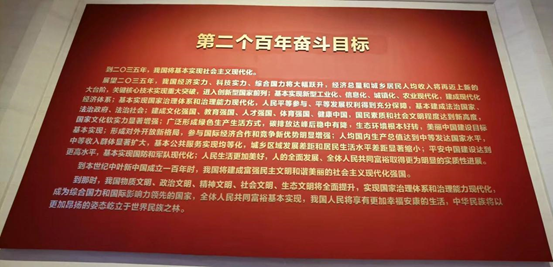 第二个百年奋斗目标
到二〇三五年，我国将基本实现社会主义现代化。
展望二〇三五年，我国经济实力、科技实力、综合国力将大幅跃升，经济总量和城乡居民人均收入将再迈上新的
大台阶，关键核心技术实现重大突破，进入创新型国家前列；基本实现新型工业化、信息化、城镇化、农业现代化，建成现代化
经济体系；基本实现国家治理体系和治理能力现代化，人民平等参与、平等发展权利得到充分保障，基本建成法治国家、
法治政府、法治社会；建成文化强国、教育强国、人才强国、体育强国、健康中国，国民素质和社会文明程度达到新高度，
国家文化软实力显著增强；广泛形成绿色生产生活方式，碳排放达峰后稳中有降，生态环境根本好转，美丽中国建设目标
基本实现；形成对外开放新格局，参与国际经济合作和竞争新优势明显增强；人均国内生产总值达到中等发达国家水平，
中等收入群体显著扩大，基本公共服务实现均等化，城乡区域发展差距和居民生活水平差距显著缩小；平安中国建设达到
更高水平，基本实现国防和军队现代化；人民生活更加美好，人的全面发展、全体人民共同富裕取得更为明显的实质性进展。
到本世纪中叶新中国成立一百年时，我国将建成富强民主文明和谐美丽的社会主义现代化强国。
到那时，我国物质文明、政治文明、精神文明、社会文明、生态文明将全面提升，实现国家治理体系和治理能力现代化，
成为综合国力和国际影响力领先的国家，全体人民共同富裕基本实现，我国人民将享有更加幸福安康的生活，中华民族将以
更加昂扬的姿态屹立于世界民族之林。